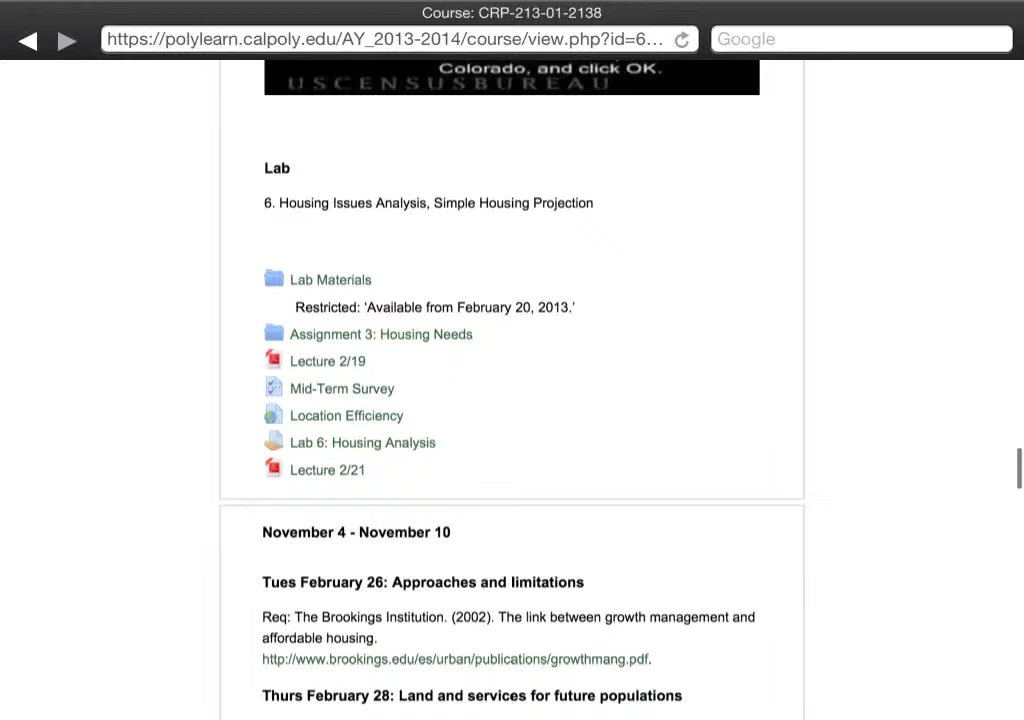 Course: CRP-213-01-2138
https://polylearn.calpoly.edu/AY_2013-2014/course/view.php?id=6...
Google
Colorado, and click OK.
USCENSUSBUREAU
Lab
6. Housing Issues Analysis, Simple Housing Projection
Lab Materials
Restricted: 'Available from February 20, 2013.'
Assignment 3: Housing Needs
Lecture 2/19
Mid-Term Survey
Location Efficiency
Lab 6: Housing Analysis
Lecture 2/21
November 4 - November 10
Tues February 26: Approaches and limitations
Req: The Brookings Institution. (2002). The link between growth management and
affordable housing.
http://www.brookings.edu/es/urban/publications/growthmang.pdf.
Thurs February 28: Land and services for future populations